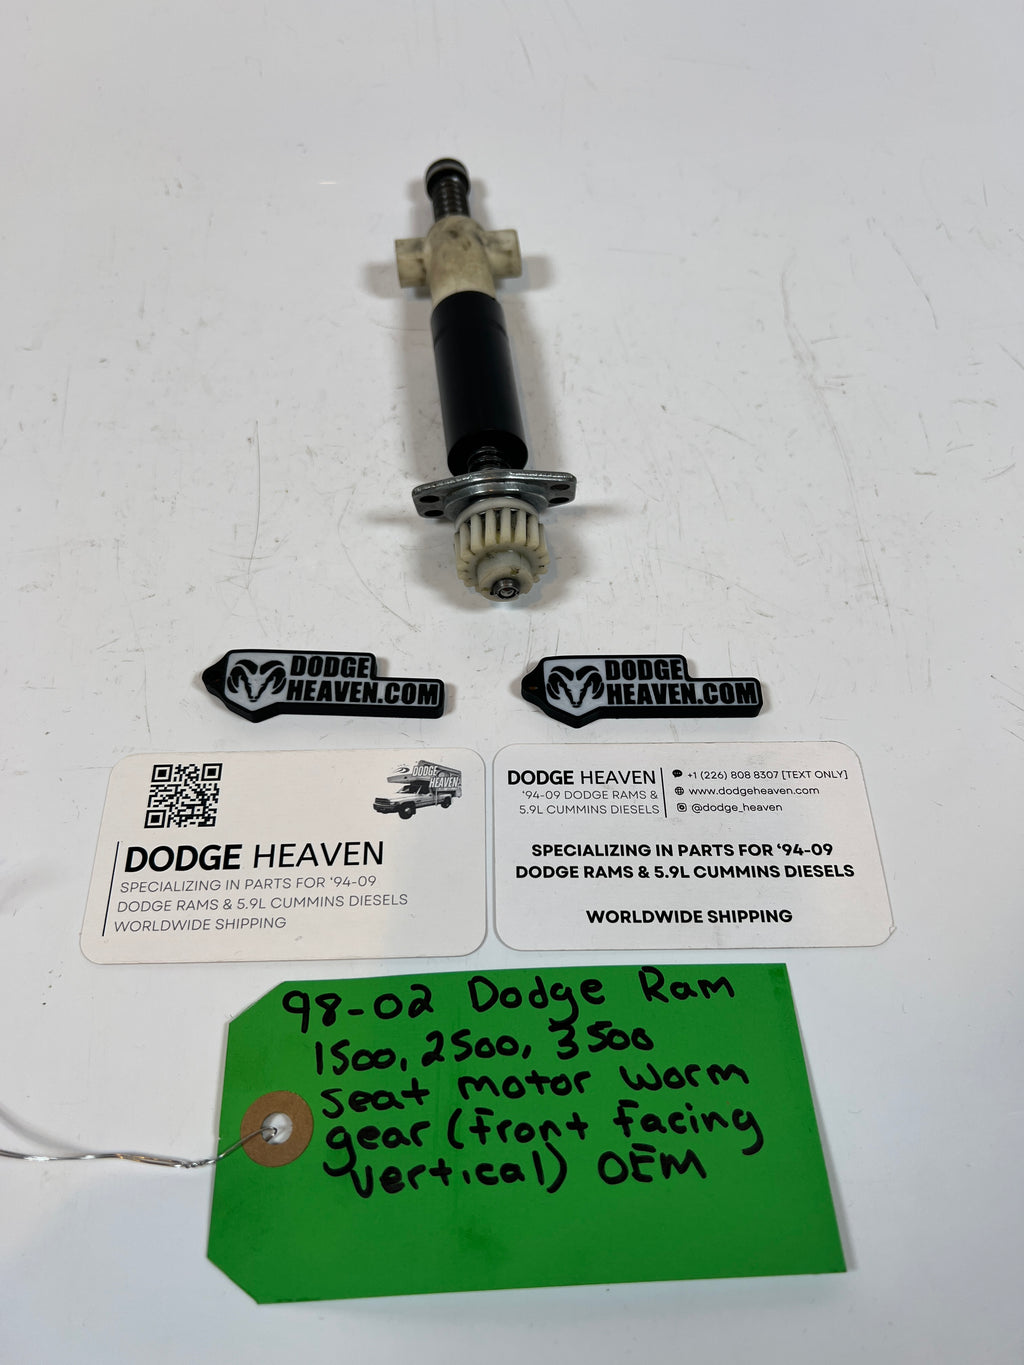 DODGE
HEAVEN.COM
DODGE
HEAVEN.COM
DODGE
HEAVEN
DODGE HEAVEN
SPECIALIZING IN PARTS FOR ‘94-09
DODGE RAMS & 5.9L CUMMINS DIESELS
WORLDWIDE SHIPPING
DODGE HEAVEN
‘94-09 DODGE RAMS &
5.9L CUMMINS DIESELS
+1 (226) 808 8307 [TEXT ONLY]
www.dodgeheaven.com
@dodge_heaven
SPECIALIZING IN PARTS FOR ‘94-09
DODGE RAMS & 5.9L CUMMINS DIESELS
WORLDWIDE SHIPPING
98-02 Dodge Ram
1500, 2500, 3500
seat motor worm
gear (front facing
vertical) OEM